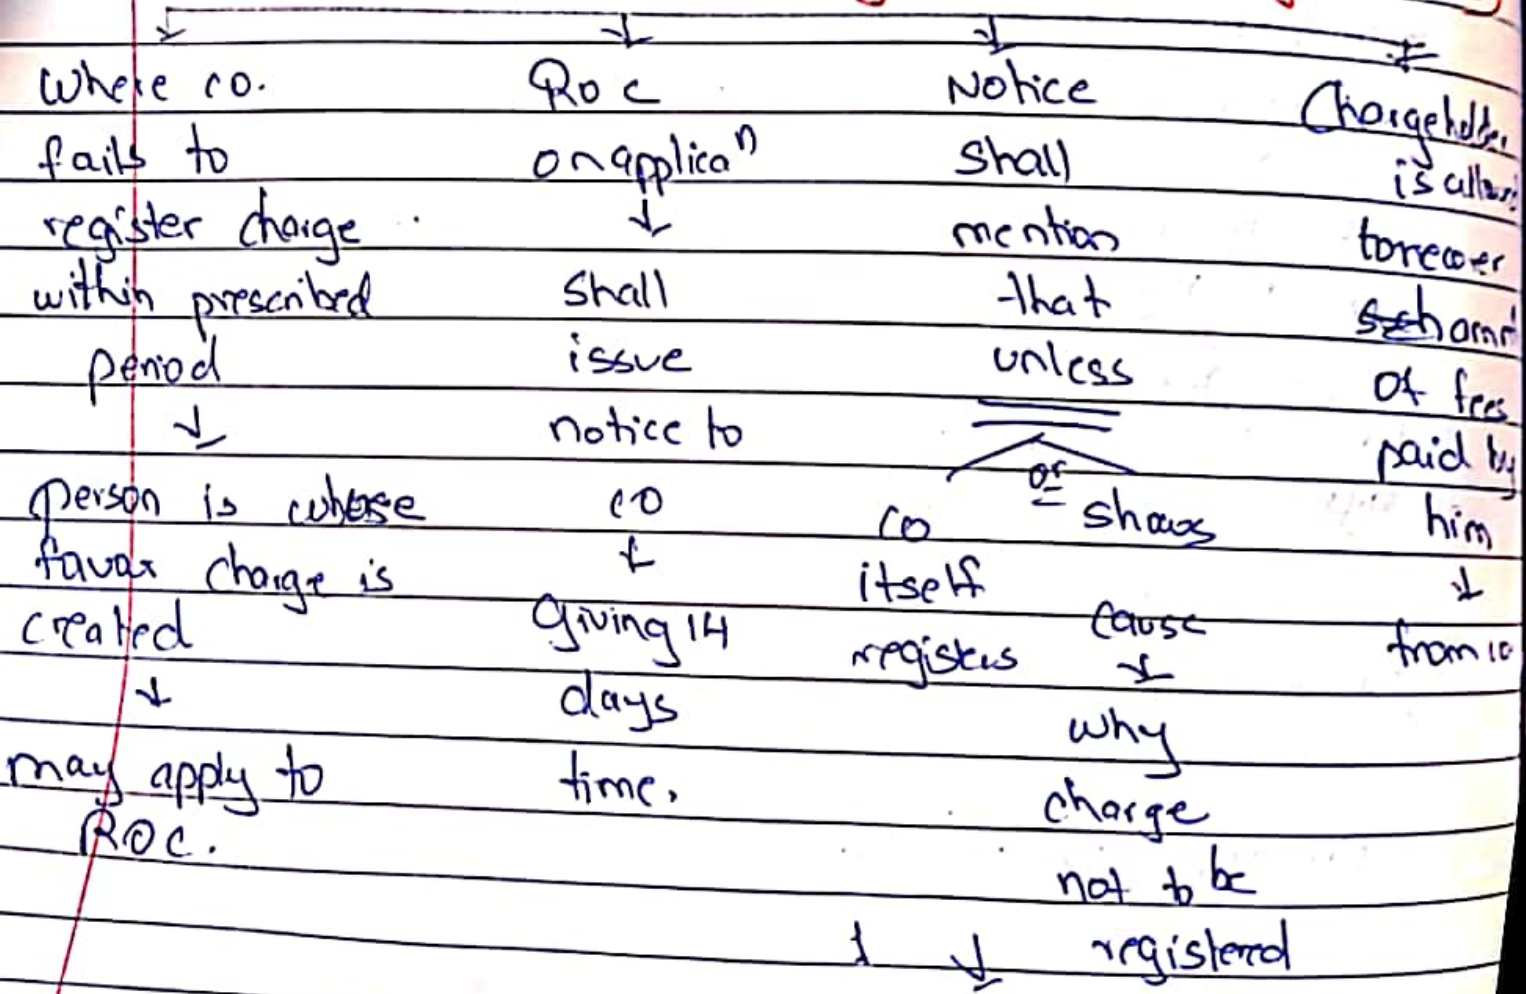 Where co.
fails to
register charge
within prescribed
period
person is whose
favor charge is
created
may apply to
ROC.
ROC
on applicaⁿ
shall
issue
notice to
co
giving 14
days
time.
Notice
shall
mention
that
unless
or
co
itself
registers
shows
cause
why
charge
not to be
registered
Chargeholder
is allowed
to recover
of fees
paid by
him
from co